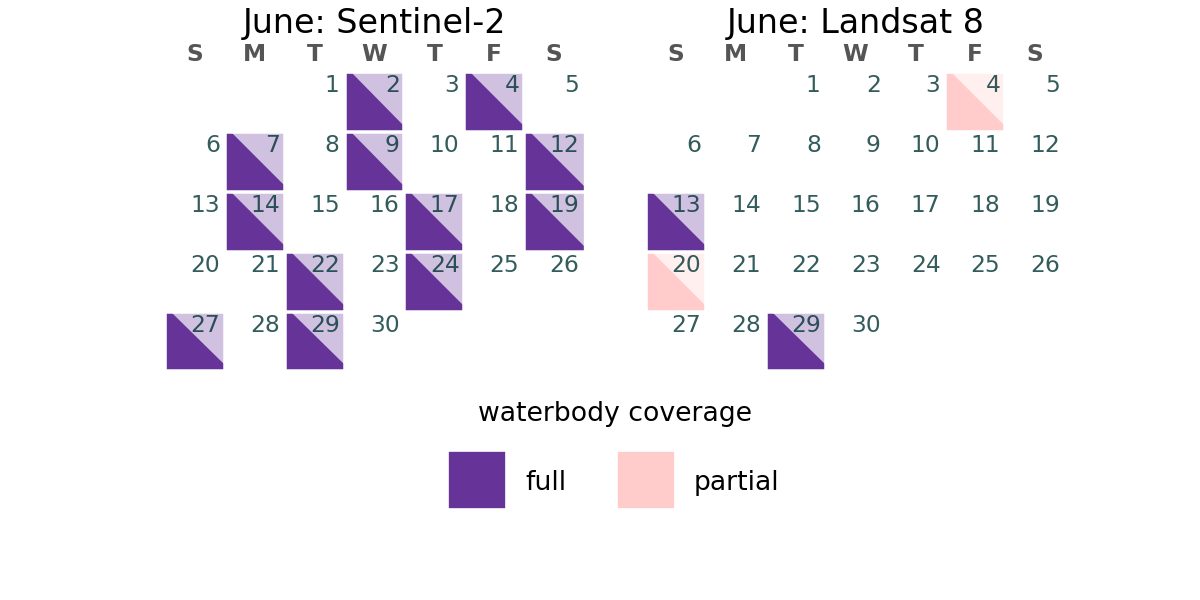 June: Sentinel-2
S M T W T F S
1 2 3 4 5
6 7 8 9 10 11 12
13 14 15 16 17 18 19
20 21 22 23 24 25 26
27 28 29 30
June: Landsat 8
S M T W T F S
1 2 3 4 5
6 7 8 9 10 11 12
13 14 15 16 17 18 19
20 21 22 23 24 25 26
27 28 29 30
waterbody coverage
full partial